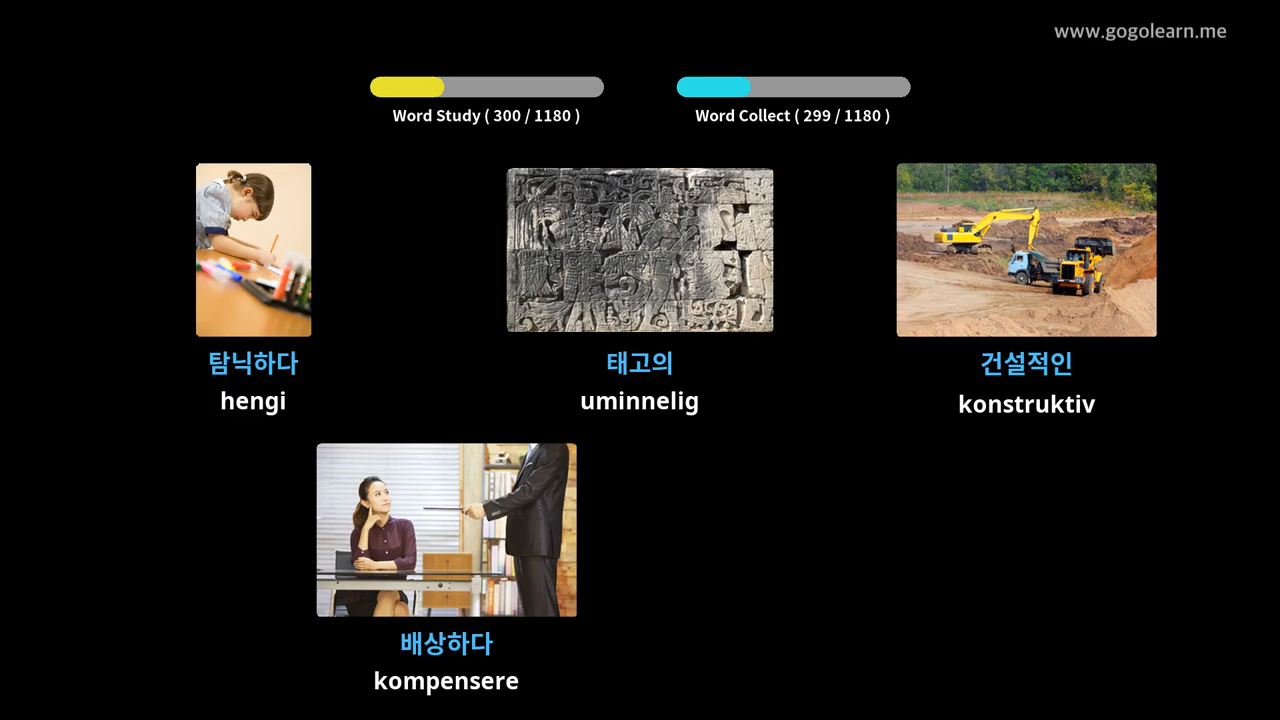 www.gogolearn.me
Word Study ( 300 / 1180 )
Word Collect ( 299 / 1180 )
탐닉하다
hengi
태고의
uminnelig
건설적인
konstruktiv
배상하다
kompensere